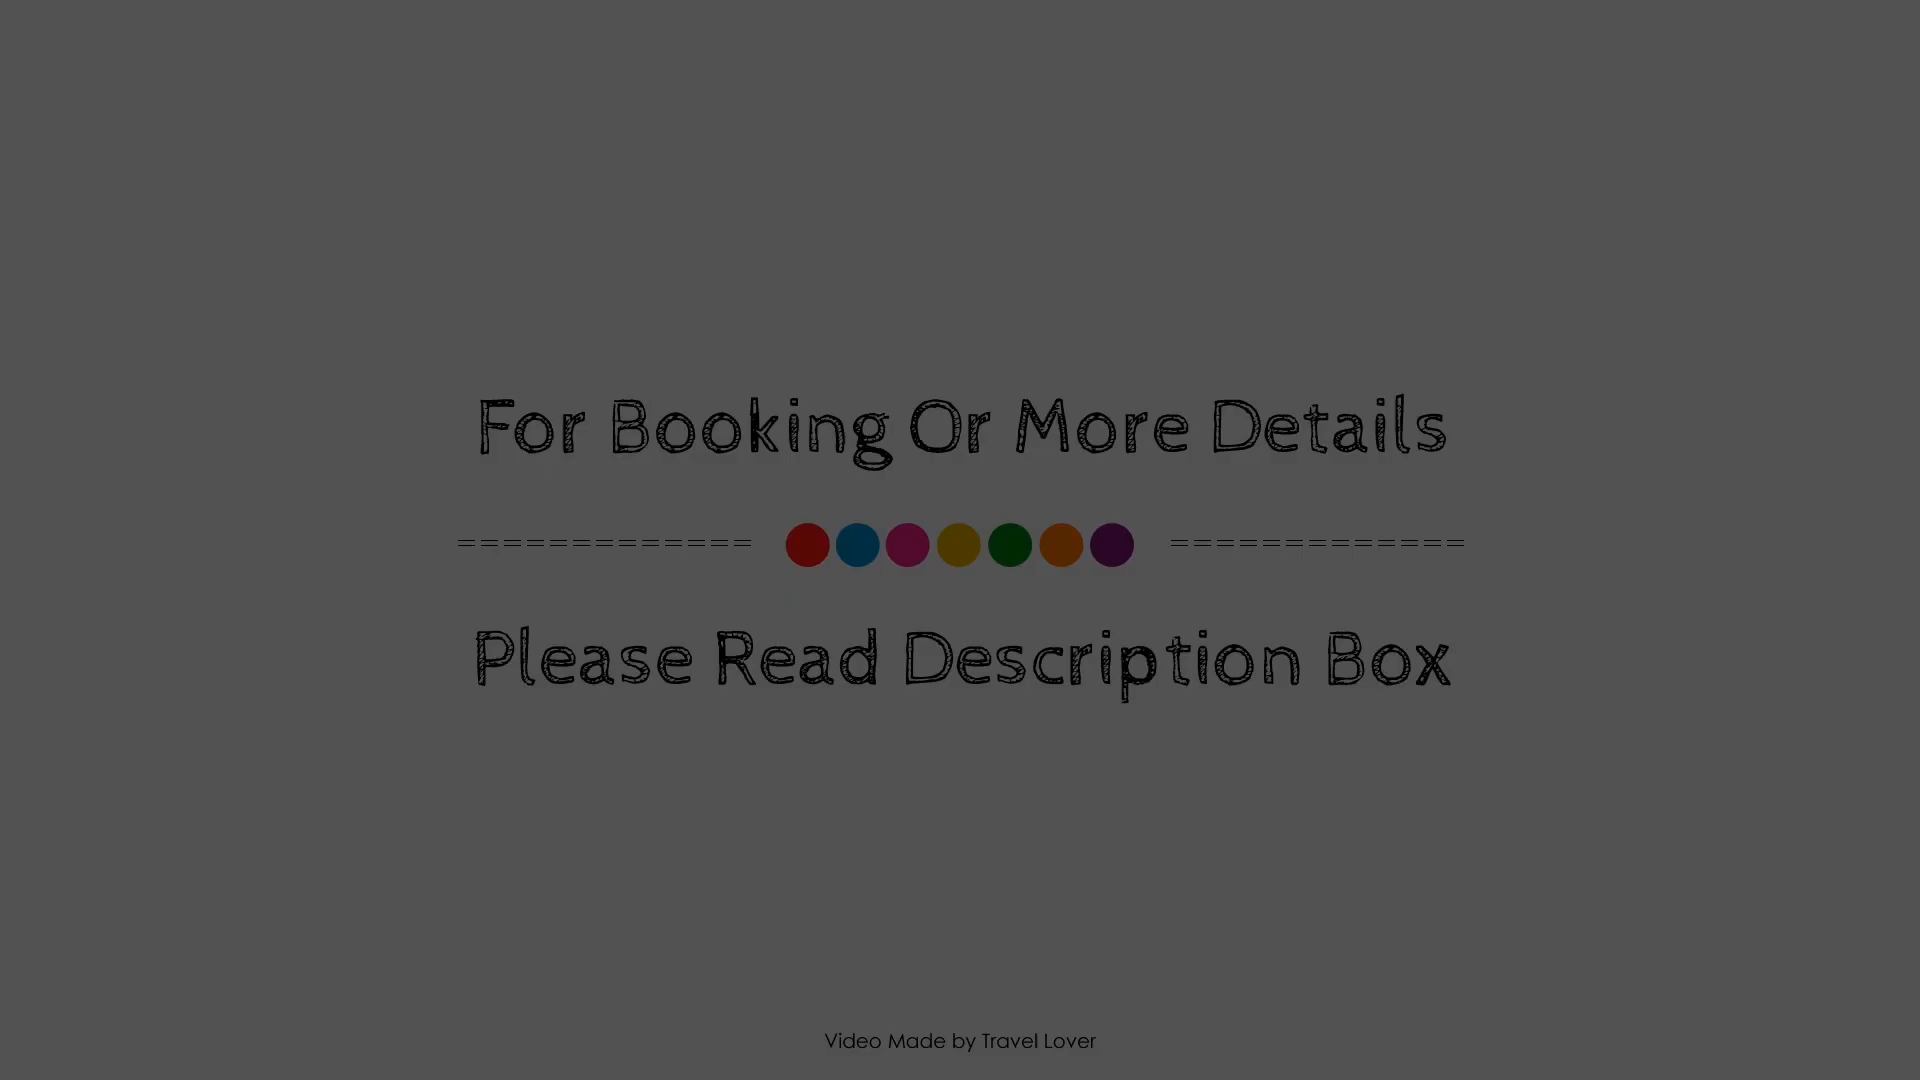 For Booking Or More Details
============= =============
Please Read Description Box
Video Made by Travel Lover